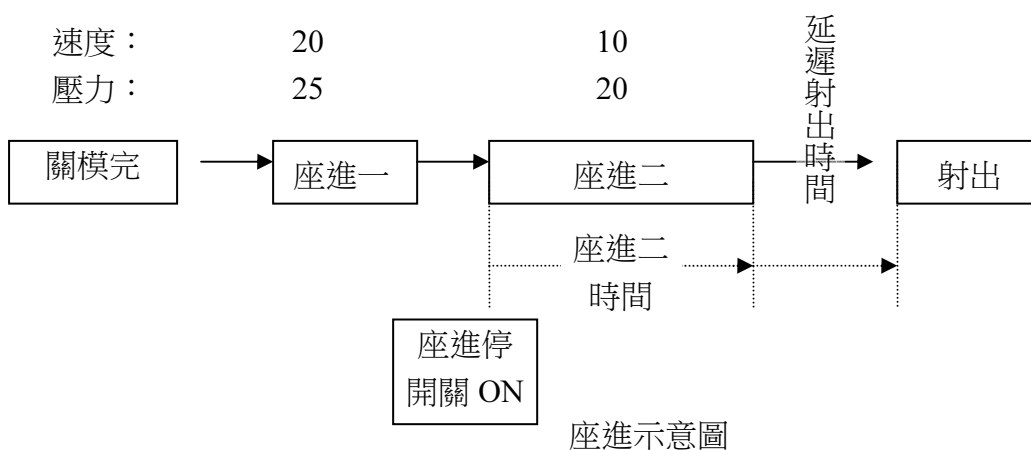 速度： 20 10
壓力： 25 20
延遲射出時間
關模完 座進一 座進二 射出
座進二
時間
座進停
開關 ON
座進示意圖